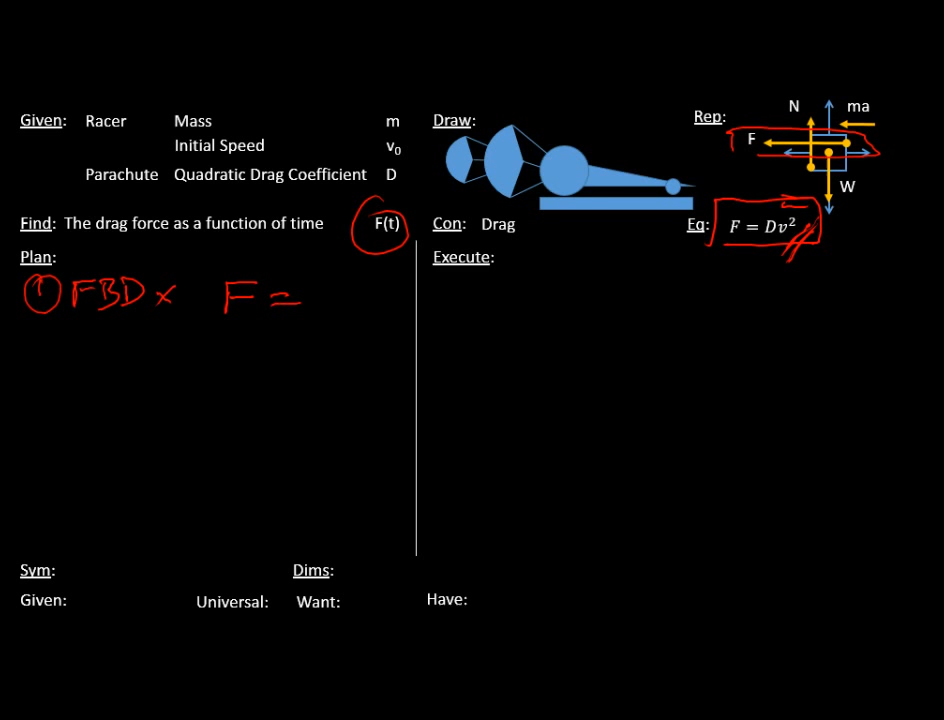 Given: Racer Mass m
Initial Speed v₀
Parachute Quadratic Drag Coefficient D
Draw:
Rep:
N ma
F
W
Find: The drag force as a function of time F(t)
Con: Drag
Eq: F = Dv²
Plan:
Execute:
① FBD x F =
Sym: Dims:
Given: Universal: Want: Have: